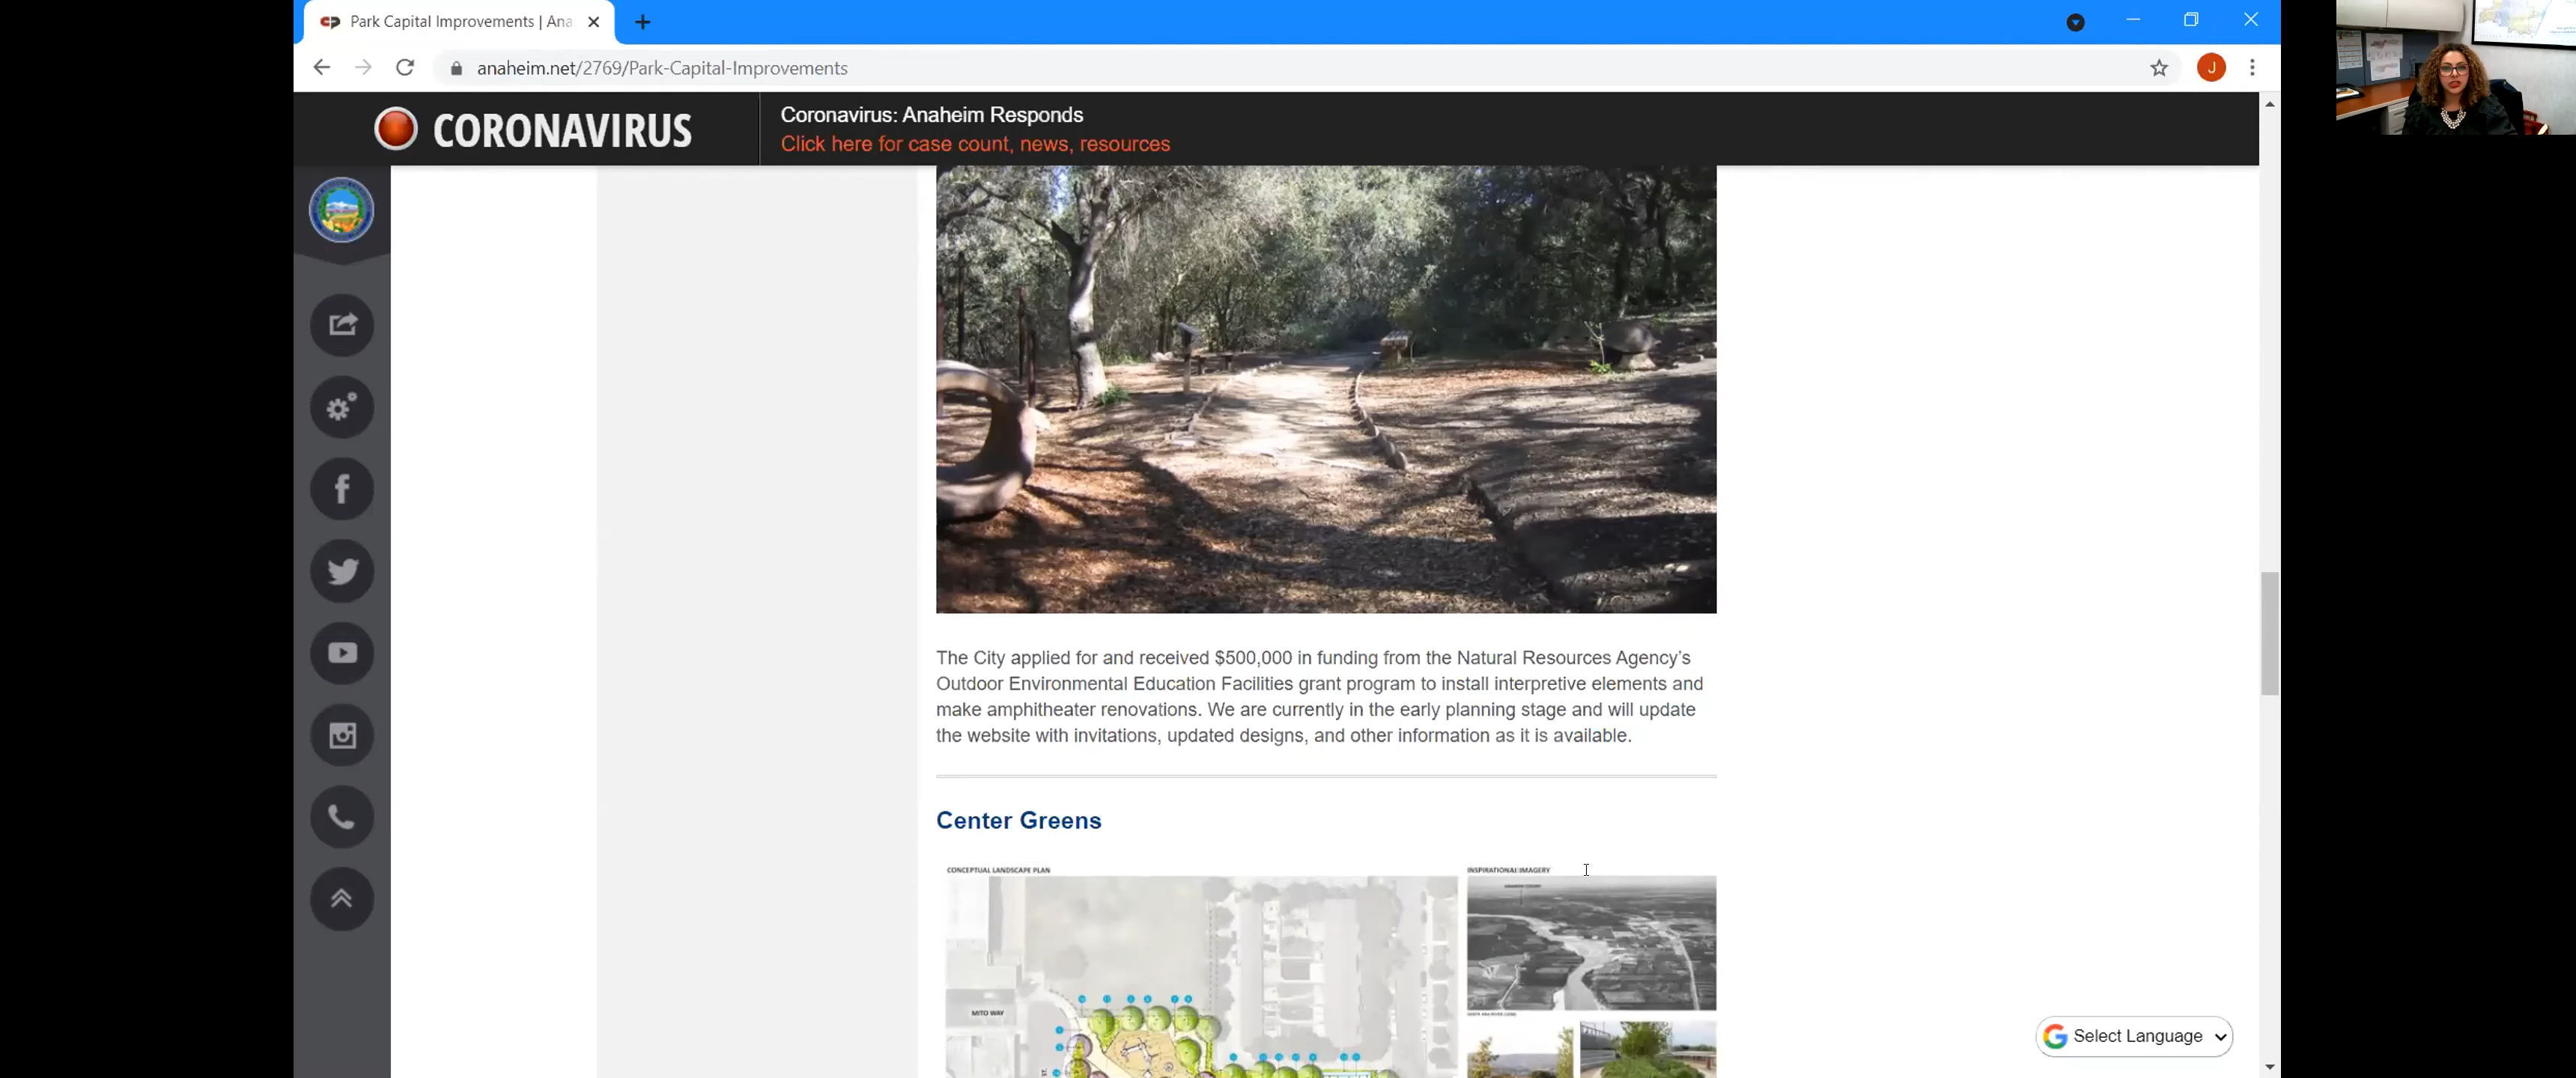 Park Capital Improvements | Ana
anaheim.net/2769/Park-Capital-Improvements
J
CORONAVIRUS
Coronavirus: Anaheim Responds
Click here for case count, news, resources
The City applied for and received $500,000 in funding from the Natural Resources Agency's
Outdoor Environmental Education Facilities grant program to install interpretive elements and
make amphitheater renovations. We are currently in the early planning stage and will update
the website with invitations, updated designs, and other information as it is available.
Center Greens
CONCEPTUAL LANDSCAPE PLAN
INSPIRATIONAL IMAGERY
MITO WAY
Select Language